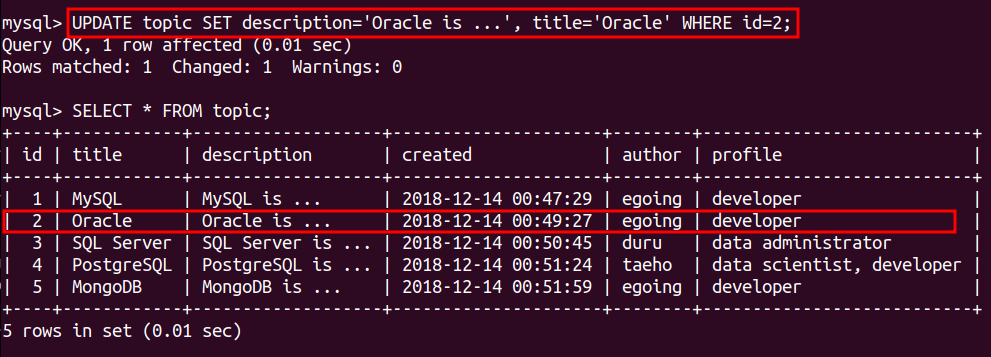 mysql> UPDATE topic SET description='Oracle is ...', title='Oracle' WHERE id=2;
Query OK, 1 row affected (0.01 sec)
Rows matched: 1  Changed: 1  Warnings: 0

mysql> SELECT * FROM topic;
+----+------------+-------------------+---------------------+--------+---------------------------+
| id | title      | description       | created             | author | profile                   |
+----+------------+-------------------+---------------------+--------+---------------------------+
|  1 | MySQL      | MySQL is ...      | 2018-12-14 00:47:29 | egoing | developer                 |
|  2 | Oracle     | Oracle is ...     | 2018-12-14 00:49:27 | egoing | developer                 |
|  3 | SQL Server | SQL Server is ... | 2018-12-14 00:50:45 | duru   | data administrator        |
|  4 | PostgreSQL | PostgreSQL is ... | 2018-12-14 00:51:24 | taeho  | data scientist, developer |
|  5 | MongoDB    | MongoDB is ...    | 2018-12-14 00:51:59 | egoing | developer                 |
+----+------------+-------------------+---------------------+--------+---------------------------+
5 rows in set (0.01 sec)